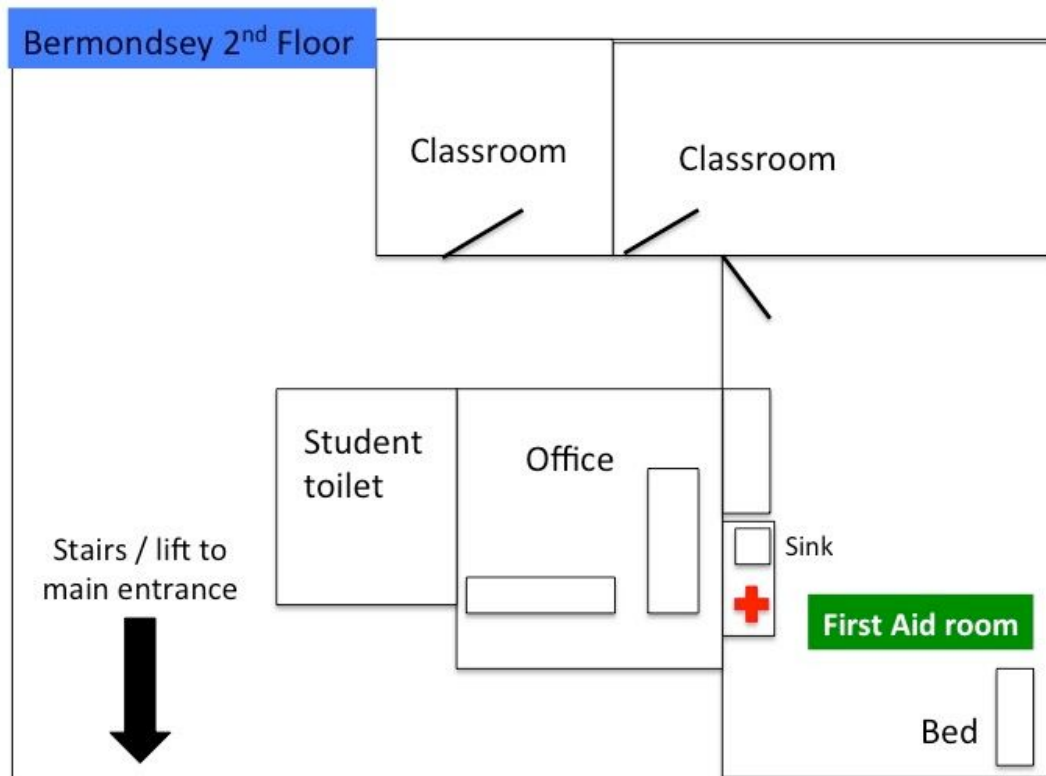 Bermondsey 2nd Floor
Classroom
Classroom
Student
toilet
Office
Stairs / lift to
main entrance
Sink
First Aid room
Bed